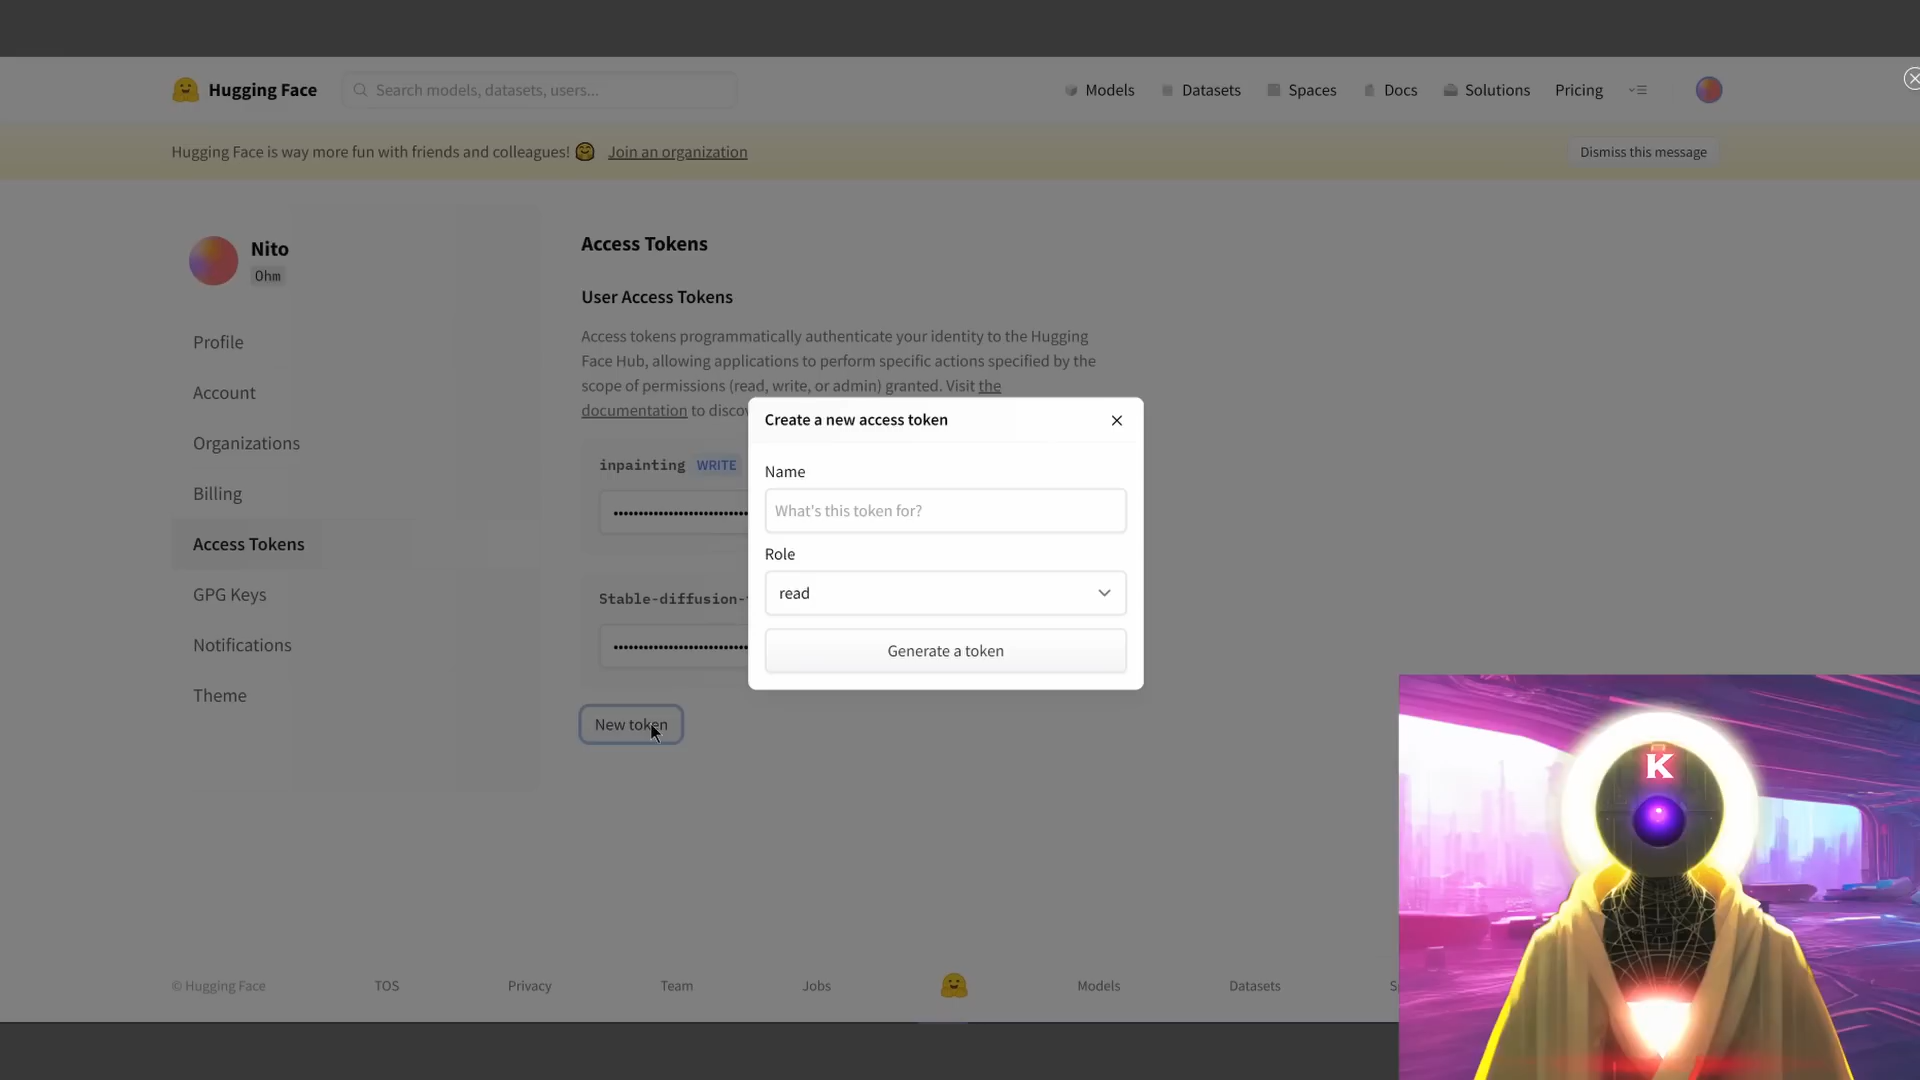 Hugging Face
Search models, datasets, users...
Models
Datasets
Spaces
Docs
Solutions
Pricing
Hugging Face is way more fun with friends and colleagues! Join an organization
Dismiss this message
Nito
Ohm
Profile
Account
Organizations
Billing
Access Tokens
GPG Keys
Notifications
Theme
Access Tokens
User Access Tokens
Access tokens programmatically authenticate your identity to the Hugging
Face Hub, allowing applications to perform specific actions specified by the
scope of permissions (read, write, or admin) granted. Visit the
documentation to
inpainting WRITE
Stable-diffusion-
New token
Create a new access token
Name
What's this token for?
Role
read
Generate a token
© Hugging Face
TOS
Privacy
Team
Jobs
Models
Datasets
K